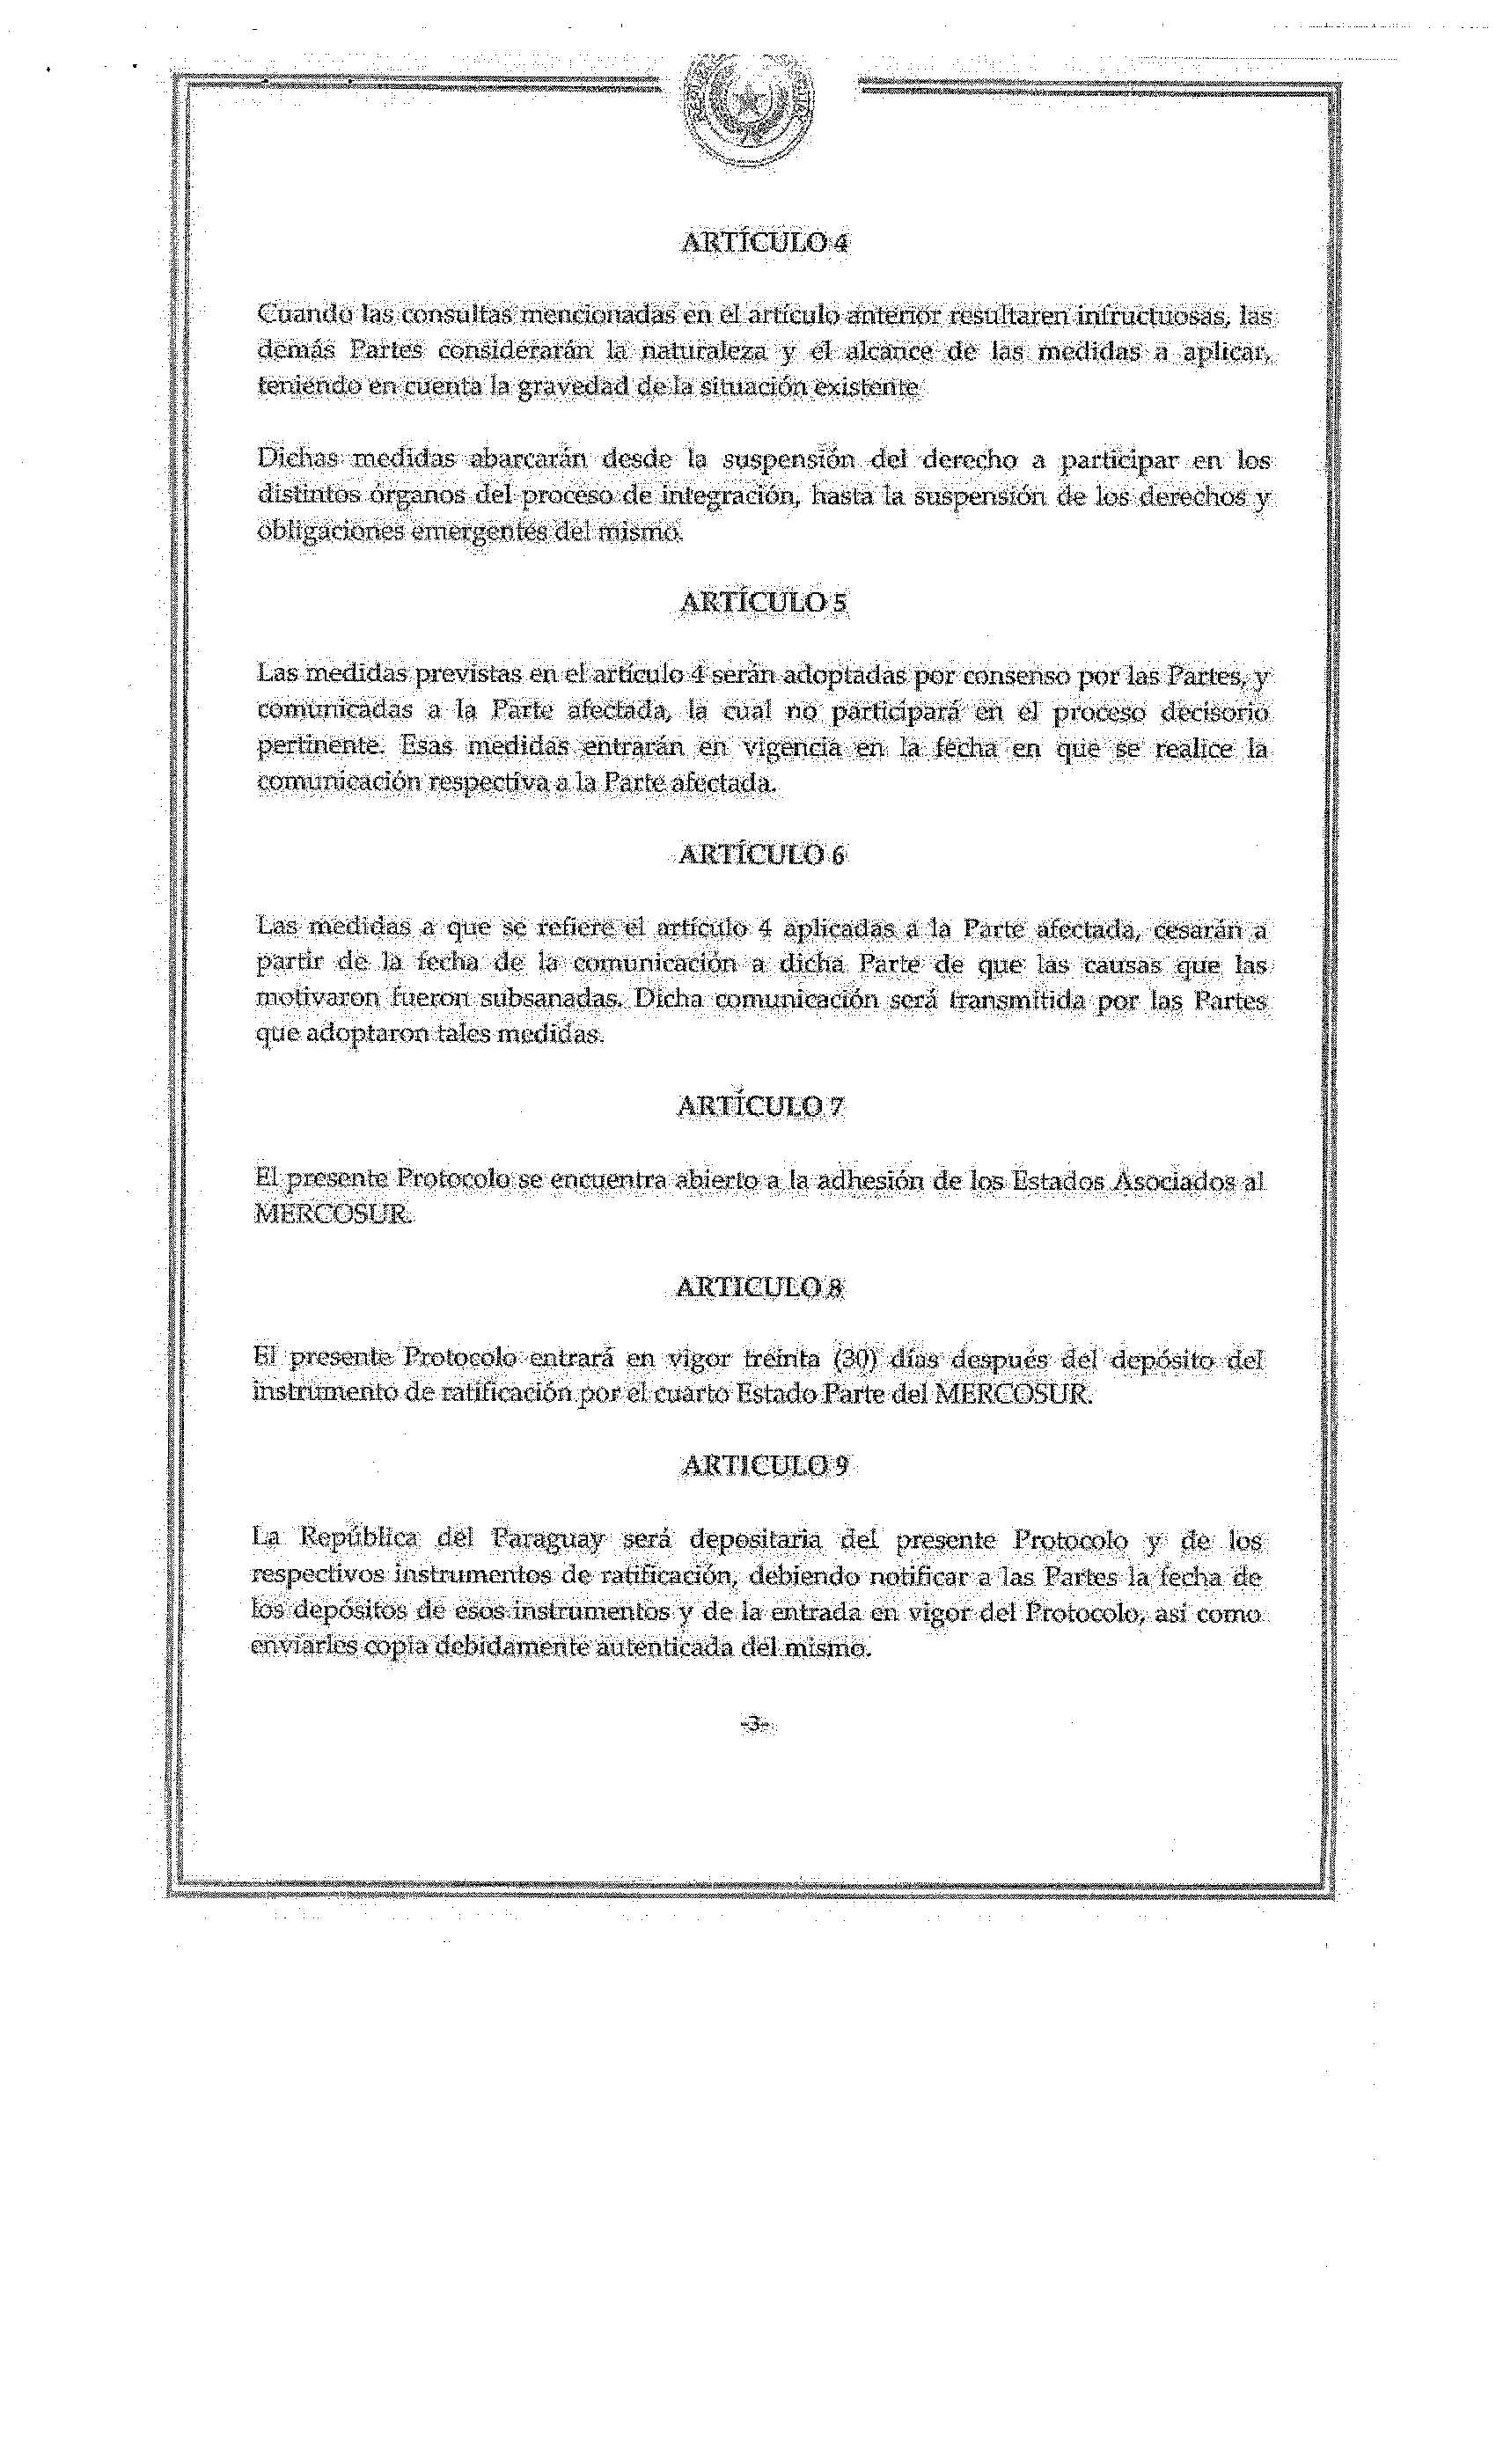 ARTÍCULO 4
Cuando las consultas mencionadas en el artículo anterior resultaren infructuosas, las
demás Partes considerarán la naturaleza y el alcance de las medidas a aplicar,
teniendo en cuenta la gravedad de la situación existente
Dichas medidas abarcarán desde la suspensión del derecho a participar en los
distintos órganos del proceso de integración, hasta la suspensión de los derechos y
obligaciones emergentes del mismo.
ARTÍCULO 5
Las medidas previstas en el artículo 4 serán adoptadas por consenso por las Partes, y
comunicadas a la Parte afectada, la cual no participará en el proceso decisorio
pertinente. Esas medidas entrarán en vigencia en la fecha en que se realice la
comunicación respectiva a la Parte afectada.
ARTÍCULO 6
Las medidas a que se refiere el artículo 4 aplicadas a la Parte afectada, cesarán a
partir de la fecha de la comunicación a dicha Parte de que las causas que las
motivaron fueron subsanadas. Dicha comunicación será transmitida por las Partes
que adoptaron tales medidas.
ARTÍCULO 7
El presente Protocolo se encuentra abierto a la adhesión de los Estados Asociados al
MERCOSUR.
ARTICULO 8
El presente Protocolo entrará en vigor treinta (30) días después del depósito del
instrumento de ratificación por el cuarto Estado Parte del MERCOSUR.
ARTICULO 9
La República del Paraguay será depositaria del presente Protocolo y de los
respectivos instrumentos de ratificación, debiendo notificar a las Partes la fecha de
los depósitos de esos instrumentos y de la entrada en vigor del Protocolo, así como
enviarles copia debidamente autenticada del mismo.
-3-